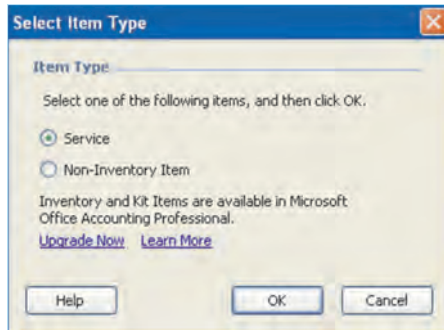 Select Item Type
Item Type
Select one of the following items, and then click OK.
Service
Non-Inventory Item
Inventory and Kit Items are available in Microsoft
Office Accounting Professional.
Upgrade Now Learn More
Help OK Cancel